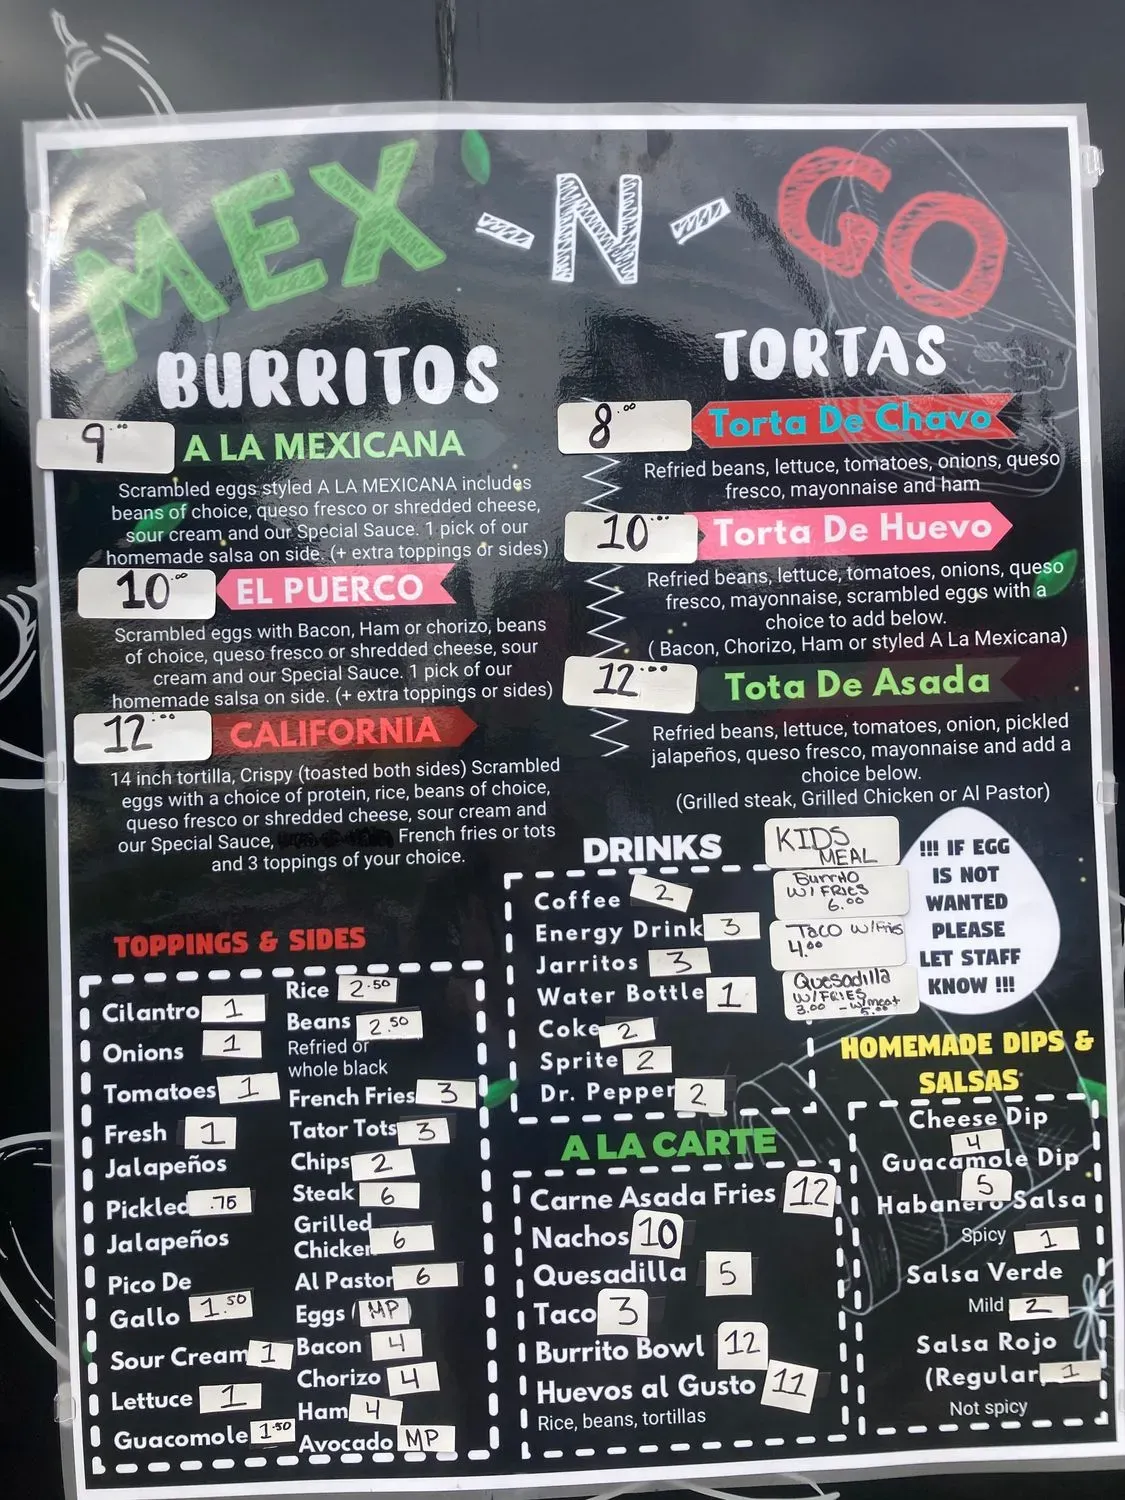 MEX -N- GO
BURRITOS
9.00 A LA MEXICANA
Scrambled eggs styled A LA MEXICANA includes
beans of choice, queso fresco or shredded cheese,
sour cream and our Special Sauce. 1 pick of our
homemade salsa on side. (+ extra toppings or sides)
10.00 EL PUERCO
Scrambled eggs with Bacon, Ham or chorizo, beans
of choice, queso fresco or shredded cheese, sour
cream and our Special Sauce. 1 pick of our
homemade salsa on side. (+ extra toppings or sides)
12.00 CALIFORNIA
14 inch tortilla, Crispy (toasted both sides) Scrambled
eggs with a choice of protein, rice, beans of choice,
queso fresco or shredded cheese, sour cream and
our Special Sauce, French fries or tots
and 3 toppings of your choice.
TORTAS
8.00 Torta De Chavo
Refried beans, lettuce, tomatoes, onions, queso
fresco, mayonnaise and ham
10.00 Torta De Huevo
Refried beans, lettuce, tomatoes, onions, queso
fresco, mayonnaise, scrambled eggs with a
choice to add below.
( Bacon, Chorizo, Ham or styled A La Mexicana)
12.00 Tota De Asada
Refried beans, lettuce, tomatoes, onion, pickled
jalapeños, queso fresco, mayonnaise and add a
choice below.
(Grilled steak, Grilled Chicken or Al Pastor)
TOPPINGS & SIDES
Cilantro 1
Onions 1
Tomatoes 1
Fresh 1
Jalapeños
Pickled .75
Jalapeños
Pico De
Gallo 1.50
Sour Cream 1
Lettuce 1
Guacomole 1.50
Rice 2.50
Beans 2.50
Refried or
whole black
French Fries 3
Tator Tots 3
Chips 2
Steak 6
Grilled
Chicken 6
Al Pastor 6
Eggs MP
Bacon 4
Chorizo 4
Ham 4
Avocado MP
DRINKS
Coffee 2
Energy Drink 3
Jarritos 3
Water Bottle 1
Coke 2
Sprite 2
Dr. Pepper 2
KIDS
MEAL
Burrito
W/ FRIES
6.00
Taco w/Fries
4.00
Quesadilla
W/FRIES
3.00 - w/meat
5.00
!!! IF EGG
IS NOT
WANTED
PLEASE
LET STAFF
KNOW !!!
A LA CARTE
Carne Asada Fries 12
Nachos 10
Quesadilla 5
Taco 3
Burrito Bowl 12
Huevos al Gusto 11
Rice, beans, tortillas
HOMEMADE DIPS &
SALSAS
Cheese Dip
4
Guacamole Dip
5
Habanero Salsa
Spicy 1
Salsa Verde
Mild 2
Salsa Rojo
(Regular 1
Not spicy